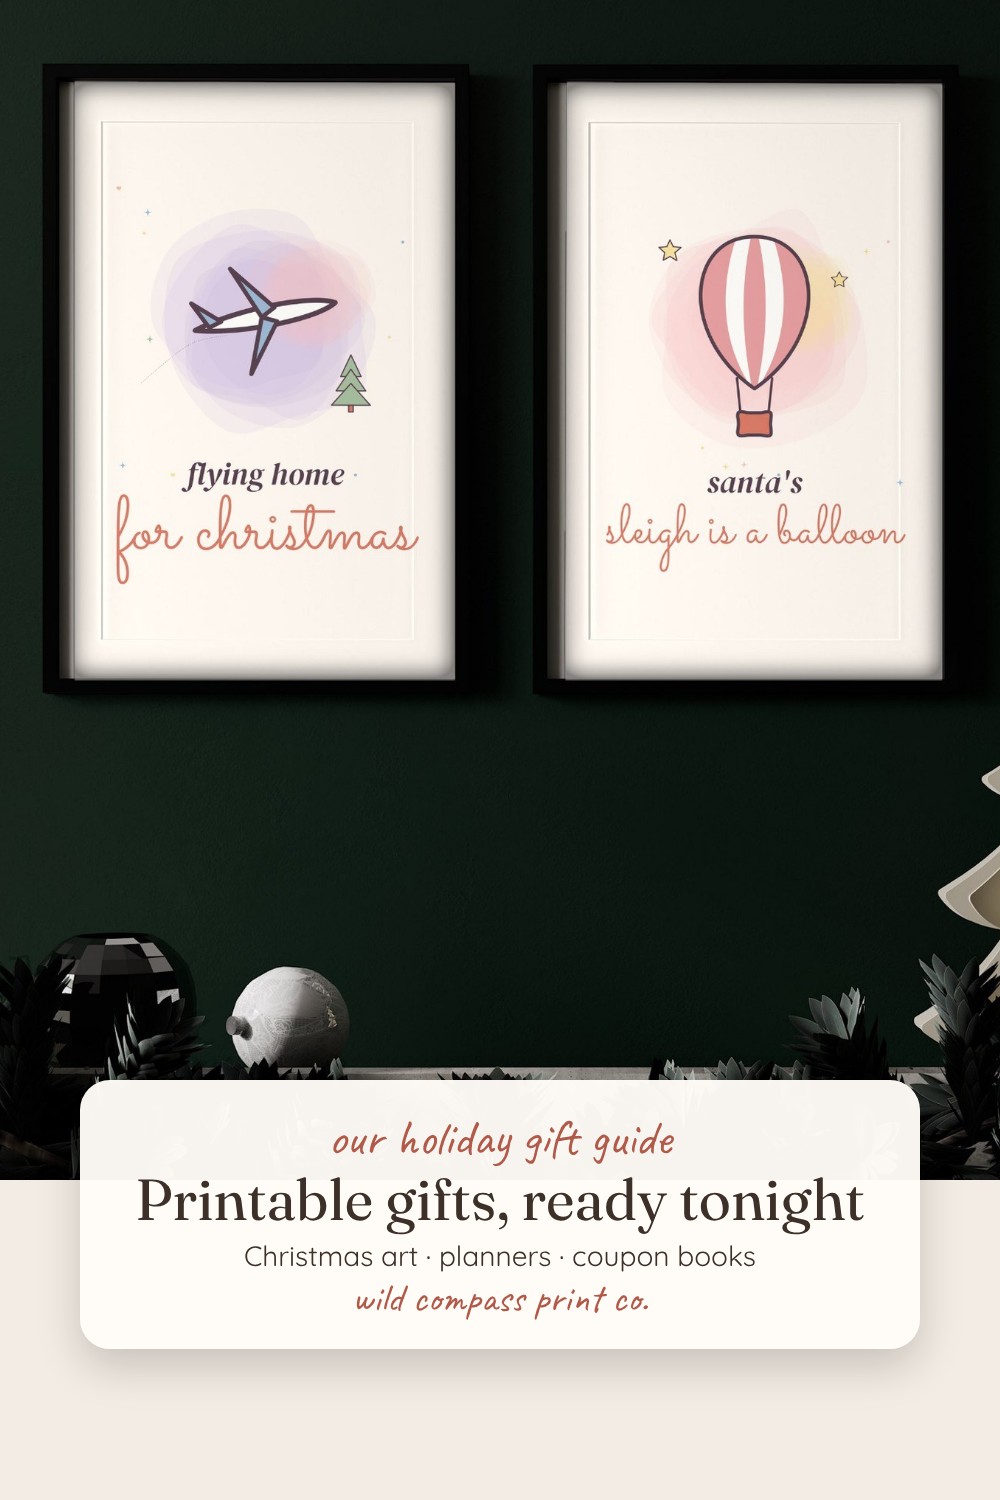 flying home
for christmas
santa's
sleigh is a balloon
our holiday gift guide
Printable gifts, ready tonight
Christmas art · planners · coupon books
wild compass print co.